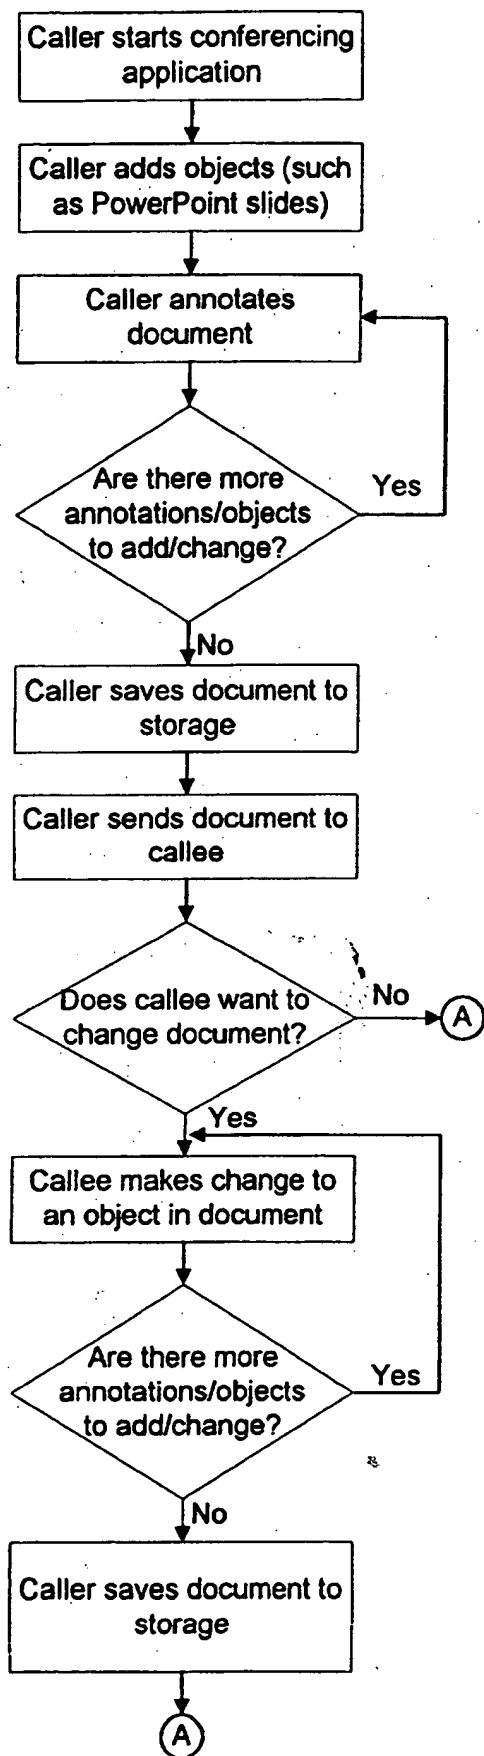 Caller starts conferencing
application
Caller adds objects (such
as PowerPoint slides)
Caller annotates
document
Are there more
annotations/objects
to add/change?
Yes
No
Caller saves document to
storage
Caller sends document to
callee
Does callee want to
change document?
No
A
Yes
Callee makes change to
an object in document
Are there more
annotations/objects
to add/change?
Yes
No
Caller saves document to
storage
A